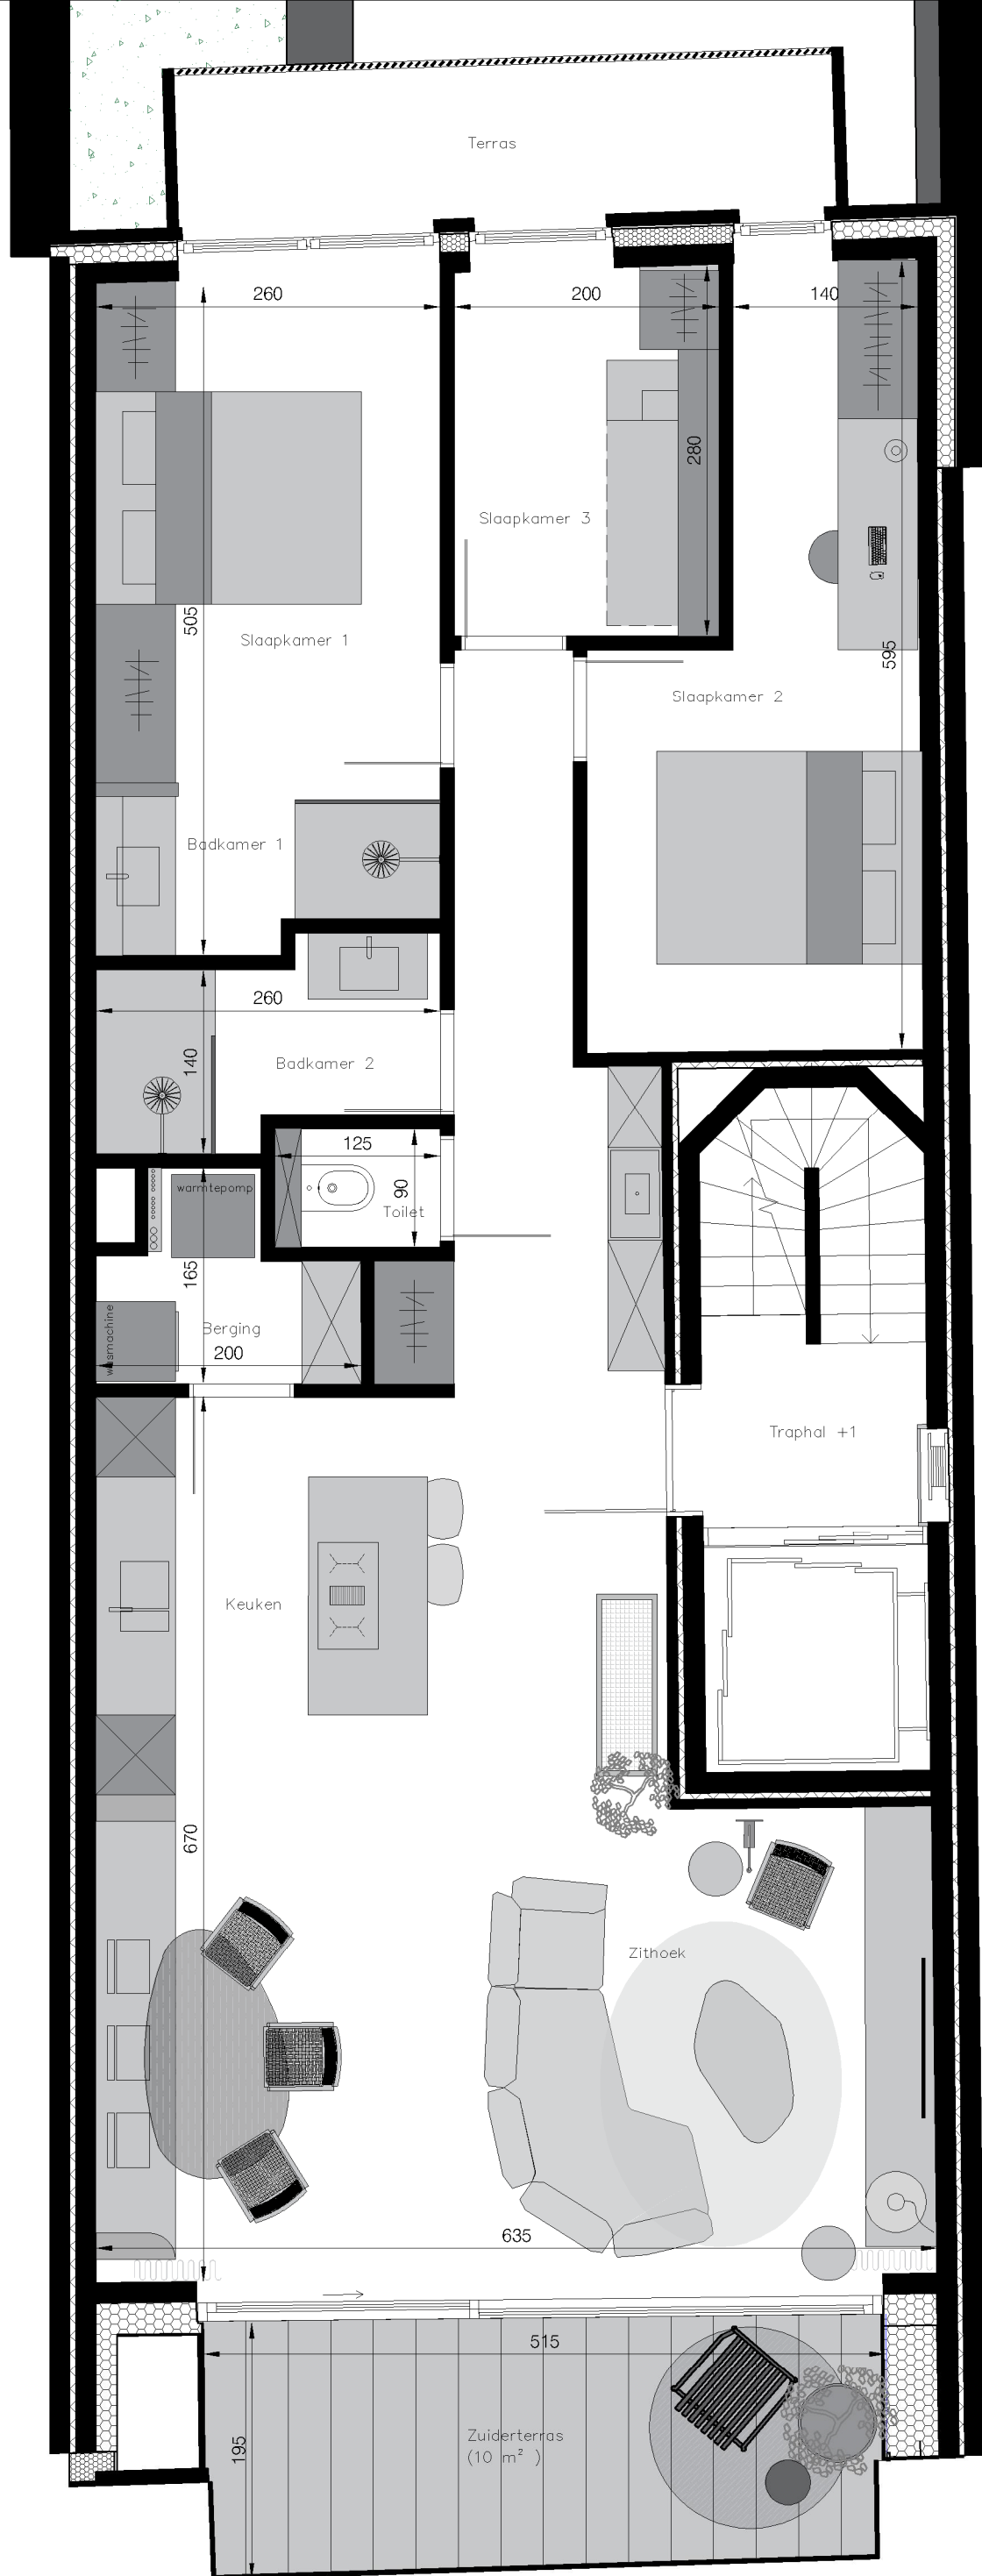 Terras
260
200
140
280
Slaapkamer 3
505
Slaapkamer 1
595
Slaapkamer 2
Badkamer 1
260
140
Badkamer 2
125
90
warmtepomp
Toilet
165
wasmachine
Berging
200
Traphal +1
Keuken
670
Zithoek
635
515
195
Zuiderterras
(10 m² )